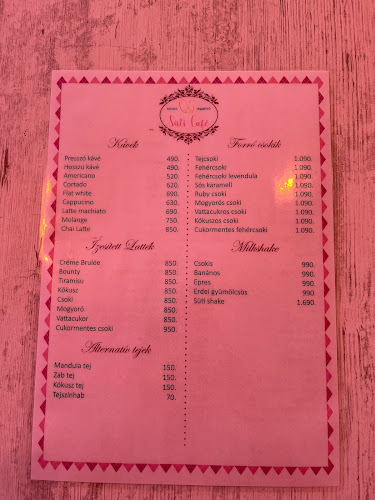 Süti Café
Kávék
Presszó kávé 490.
Hosszú kávé 490.
Americano 520.
Cortado 620.
Flat white 690.
Cappucino 630.
Latte machiato 690.
Melange 750.
Chai Latte 850.
Ízesített Lattek
Créme Brulée 850.
Bounty 850.
Tiramisu 850.
Kókusz 850.
Csoki 850.
Mogyoró 850.
Vattacukor 850.
Cukormentes csoki 950.
Alternatív tejek
Mandula tej 150.
Zab tej 150.
Kókusz tej 150.
Tejszínhab 70.
Forró csokik
Tejcsoki 1.090.
Fehércsoki 1.090.
Fehércsoki levendula 1.090.
Sós karamell 1.090.
Ruby csoki 1.090.
Mogyorós csoki 1.090.
Vattacukros csoki 1.090.
Kókuszos csoki 1.090.
Cukormentes fehércsoki 1.090.
Milkshake
Csokis 990.
Banános 990.
Epres 990.
Erdei gyümölcsös 990.
Süti shake 1.690.